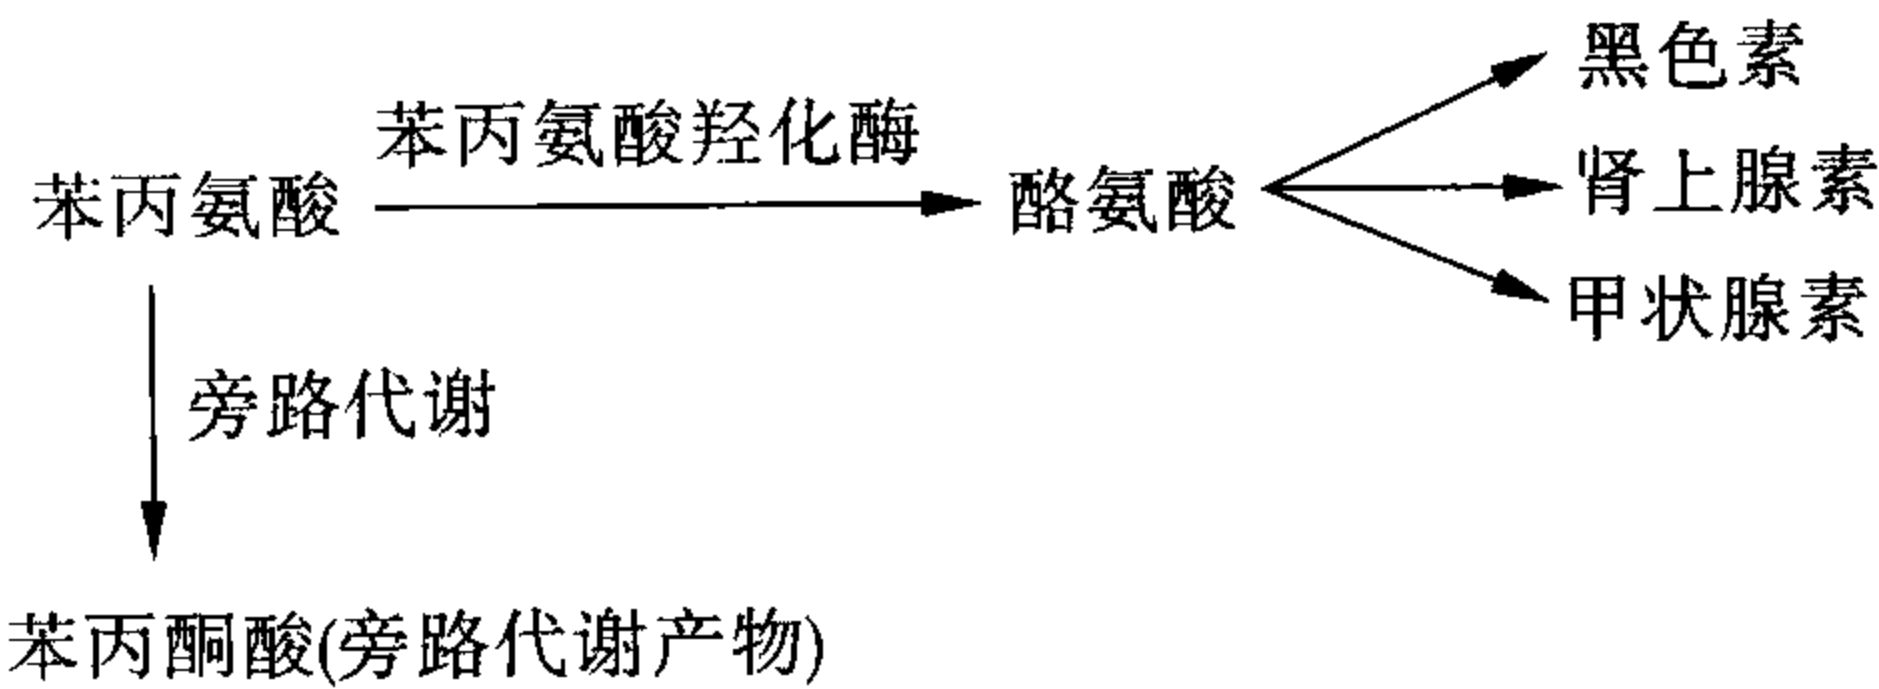 黑色素
苯丙氨酸羟化酶
苯丙氨酸
酪氨酸
肾上腺素
甲状腺素
旁路代谢
苯丙酮酸(旁路代谢产物)